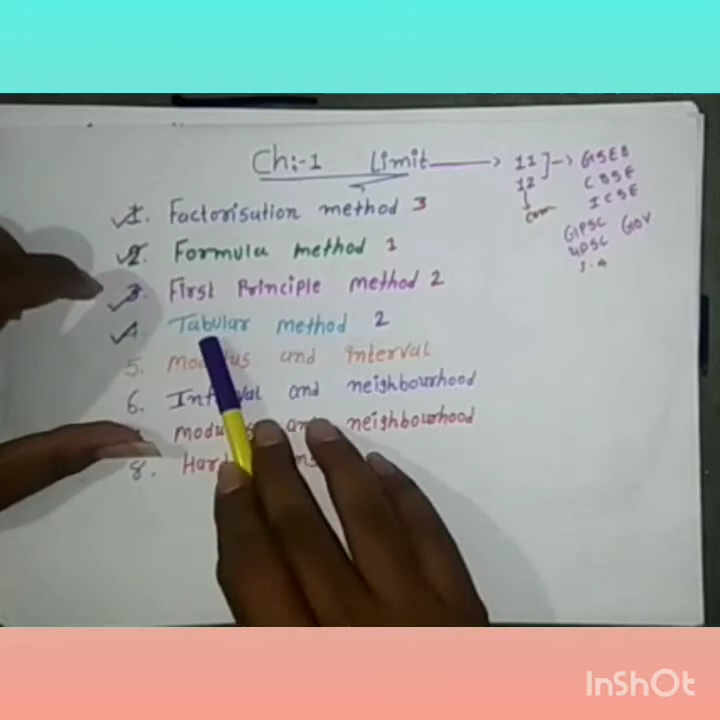 Ch:-1 Limit → 11 ] → GSEB
12 CBSE
com ICSE
GPSC GOV
UPSC
1. Factorisation method 3
2. Formula method 1
3. First Principle method 2
4. Tabular method 2
5. and interval
6. and neighbourhood
neighbourhood
8.
InShOt